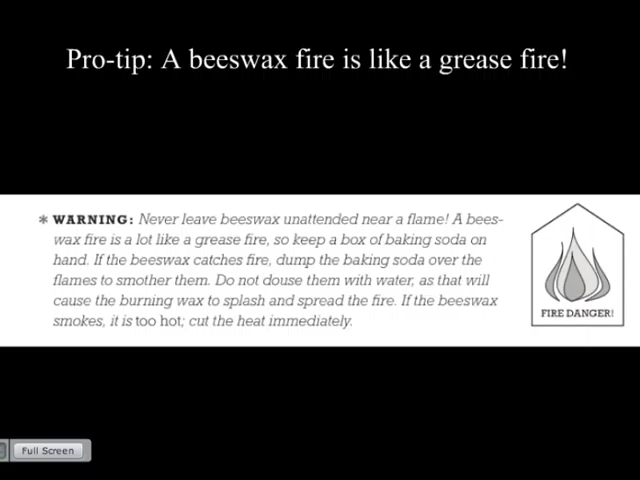 Pro-tip: A beeswax fire is like a grease fire!
✻ WARNING: Never leave beeswax unattended near a flame! A bees-
wax fire is a lot like a grease fire, so keep a box of baking soda on
hand. If the beeswax catches fire, dump the baking soda over the
flames to smother them. Do not douse them with water, as that will
cause the burning wax to splash and spread the fire. If the beeswax
smokes, it is too hot; cut the heat immediately.
FIRE DANGER!
Full Screen